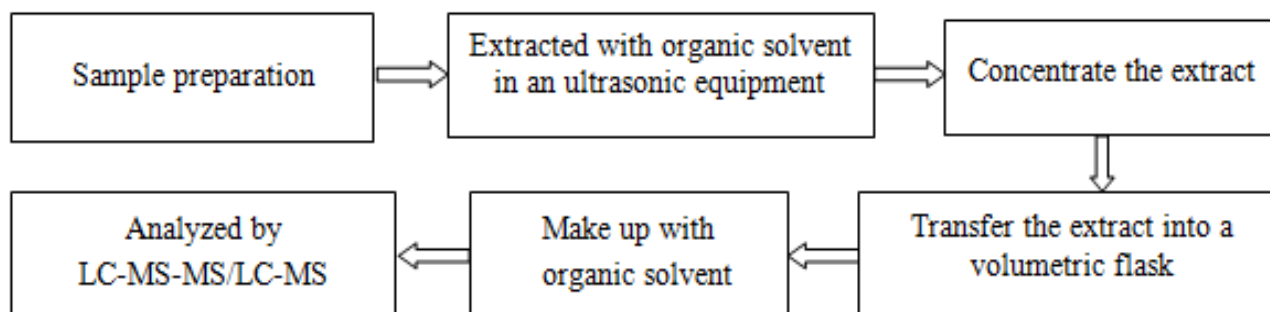 Sample preparation
Extracted with organic solvent
in an ultrasonic equipment
Concentrate the extract
Transfer the extract into a
volumetric flask
Make up with
organic solvent
Analyzed by
LC-MS-MS/LC-MS